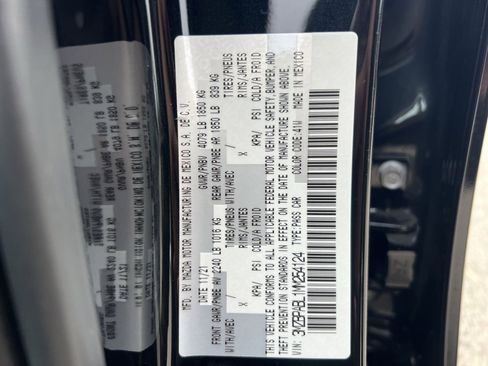 MFD. BY MAZDA MOTOR MANUFACTURING DE MEXICO S.A. DE C.V.
DATE 11/21 GVWR/PNBV 4079 LB 1850 KG
FRONT GAWR/PNBE AV 2240 LB 1016 KG REAR GAWR/PNBE AR 1850 LB 839 KG
WITH/AVEC TIRES/PNEUS WITH/AVEC TIRES/PNEUS
X RIMS/JANTES X RIMS/JANTES
KPA/ PSI COLD/A FROID KPA/ PSI COLD/A FROID
THIS VEHICLE CONFORMS TO ALL APPLICABLE FEDERAL MOTOR VEHICLE SAFETY, BUMPER, AND
THEFT PREVENTION STANDARDS IN EFFECT ON THE DATE OF MANUFACTURE SHOWN ABOVE.
VIN: TYPE: PASS CAR COLOR CODE: 41W MADE IN MEXICO